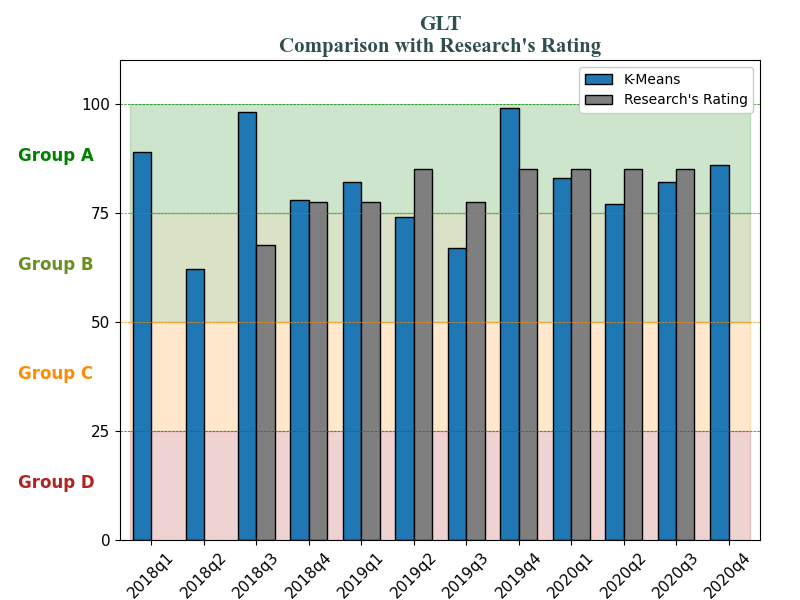 GLT
Comparison with Research's Rating
K-Means
Research's Rating
100
Group A
75
Group B
50
Group C
25
Group D
0
2018q1
2018q2
2018q3
2018q4
2019q1
2019q2
2019q3
2019q4
2020q1
2020q2
2020q3
2020q4